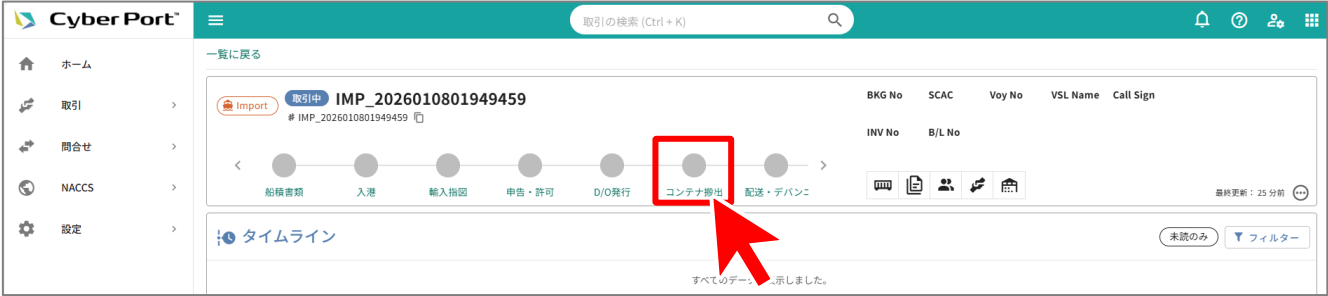 Cyber Port™
取引の検索 (Ctrl + K)
ホーム
取引
問合せ
NACCS
設定
一覧に戻る
Import
取引中
IMP_2026010801949459
# IMP_2026010801949459
船積書類
入港
輸入指図
申告・許可
D/O発行
コンテナ搬出
配送・デバンニ
BKG No SCAC Voy No VSL Name Call Sign
INV No B/L No
最終更新：25 分前
タイムライン
未読のみ
フィルター
すべてのデー 示しました。